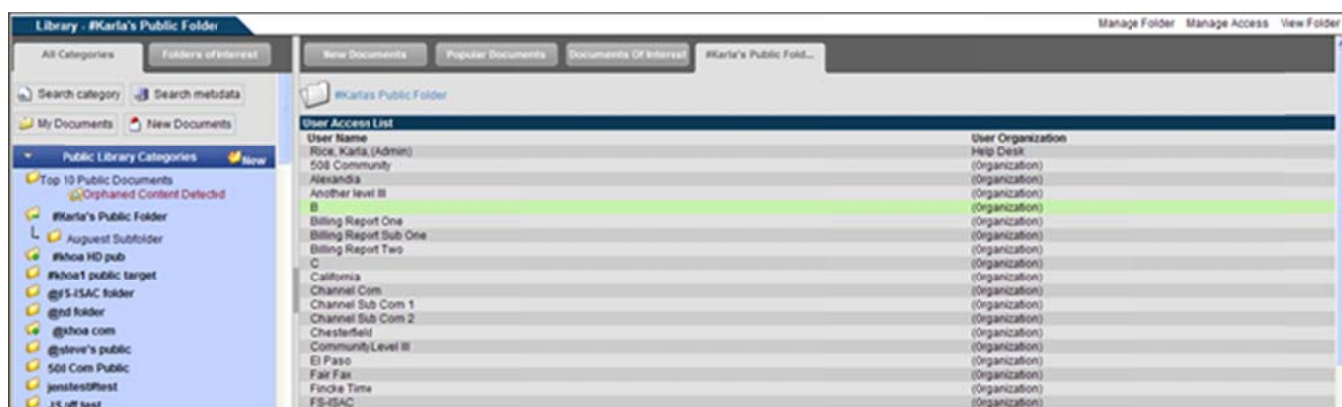 Library - #Karla's Public Folder
Manage Folder Manage Access View Folder
All Categories Folders of Interest
New Documents Popular Documents Documents Of Interest #Karla's Public Fold...
Search category Search metadata
My Documents New Documents
Public Library Categories New
Top 10 Public Documents
Orphaned Content Detected
#Karla's Public Folder
Auguest Subfolder
#khoa HD pub
#khoa1 public target
@FS-ISAC folder
@nd folder
@khoa com
@steve's public
508 Com Public
jenstest#test
#Karla's Public Folder
User Access List
User Name User Organization
Rice, Karla,(Admin) Help Desk
508 Community (Organization)
Alexandia (Organization)
Another level III (Organization)
B (Organization)
Billing Report One (Organization)
Billing Report Sub One (Organization)
Billing Report Two (Organization)
C (Organization)
California (Organization)
Channel Com (Organization)
Channel Sub Com 1 (Organization)
Channel Sub Com 2 (Organization)
Chesterfield (Organization)
Community Level III (Organization)
El Paso (Organization)
Fair Fax (Organization)
Fincke Time (Organization)
FS-ISAC (Organization)